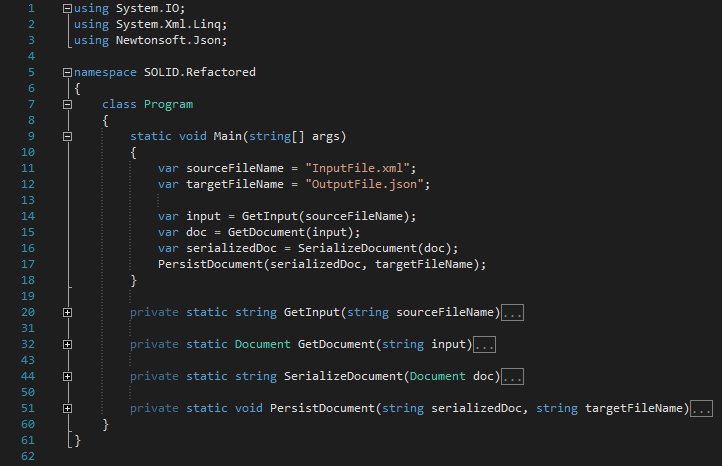 1 using System.IO;
2 using System.Xml.Linq;
3 using Newtonsoft.Json;
4
5 namespace SOLID.Refactored
6 {
7 class Program
8 {
9 static void Main(string[] args)
10 {
11 var sourceFileName = "InputFile.xml";
12 var targetFileName = "OutputFile.json";
13
14 var input = GetInput(sourceFileName);
15 var doc = GetDocument(input);
16 var serializedDoc = SerializeDocument(doc);
17 PersistDocument(serializedDoc, targetFileName);
18 }
19
20 private static string GetInput(string sourceFileName)...
31
32 private static Document GetDocument(string input)...
43
44 private static string SerializeDocument(Document doc)...
50
51 private static void PersistDocument(string serializedDoc, string targetFileName)...
60 }
61 }
62